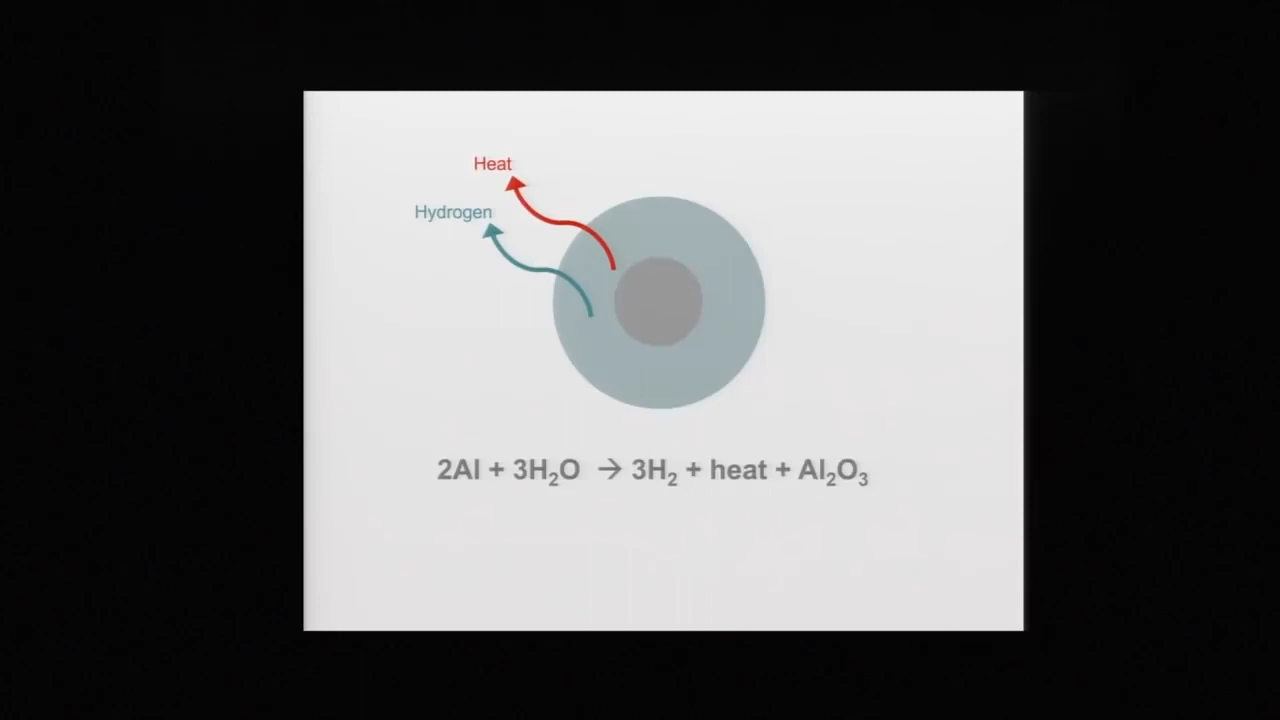 Heat
Hydrogen
2Al + 3H₂O → 3H₂ + heat + Al₂O₃